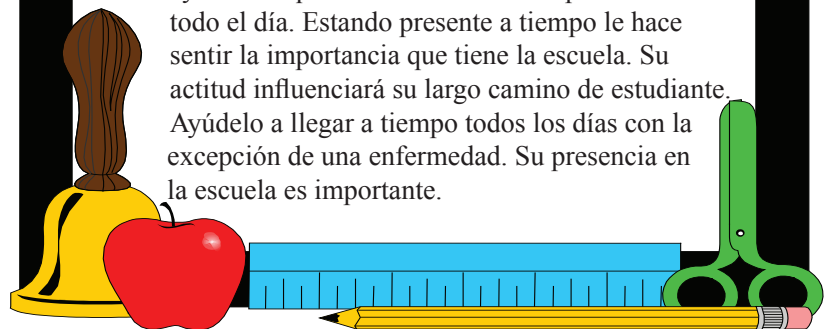 todo el día. Estando presente a tiempo le hace
sentir la importancia que tiene la escuela. Su
actitud influenciará su largo camino de estudiante.
Ayúdelo a llegar a tiempo todos los días con la
excepción de una enfermedad. Su presencia en
la escuela es importante.